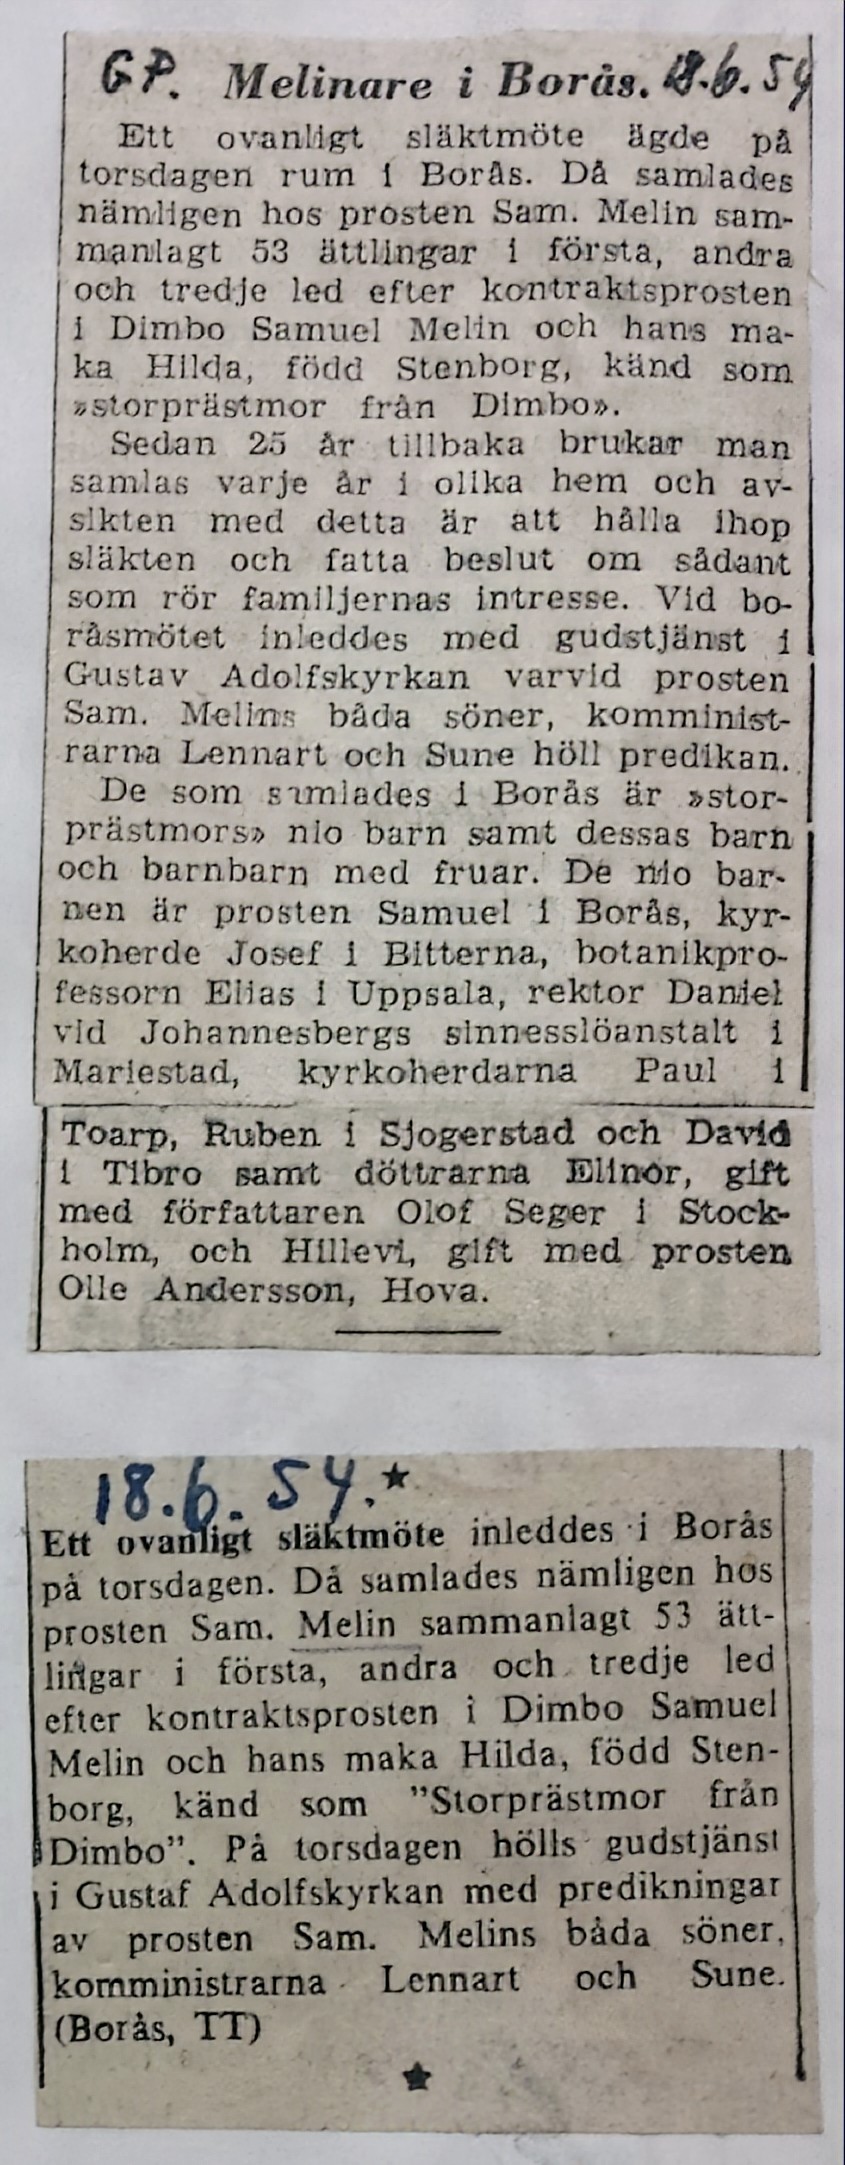 GP. Melinare i Borås. 18.6.54
Ett ovanligt släktmöte ägde på
torsdagen rum i Borås. Då samlades
nämligen hos prosten Sam. Melin sam-
manlagt 53 ättlingar i första, andra
och tredje led efter kontraktsprosten
i Dimbo Samuel Melin och hans ma-
ka Hilda, född Stenborg, känd som
»storprästmor från Dimbo».
Sedan 25 år tillbaka brukar man
samlas varje år i olika hem och av-
sikten med detta är att hålla ihop
släkten och fatta beslut om sådant
som rör familjernas intresse. Vid bo-
råsmötet inleddes med gudstjänst i
Gustav Adolfskyrkan varvid prosten
Sam. Melins båda söner, komminist-
rarna Lennart och Sune höll predikan.
De som samlades i Borås är »stor-
prästmors» nio barn samt dessas barn
och barnbarn med fruar. De nio bar-
nen är prosten Samuel i Borås, kyr-
koherde Josef i Bitterna, botanikpro-
fessorn Elias i Uppsala, rektor Daniel
vid Johannesbergs sinnesslöanstalt i
Mariestad, kyrkoherdarna Paul i
Toarp, Ruben i Sjogerstad och David
i Tibro samt döttrarna Elinor, gift
med författaren Olof Seger i Stock-
holm, och Hillevi, gift med prosten
Olle Andersson, Hova.
18.6.54.★
Ett ovanligt släktmöte inleddes i Borås
på torsdagen. Då samlades nämligen hos
prosten Sam. Melin sammanlagt 53 ätt-
lingar i första, andra och tredje led
efter kontraktsprosten i Dimbo Samuel
Melin och hans maka Hilda, född Sten-
borg, känd som ”Storprästmor från
Dimbo”. På torsdagen hölls gudstjänst
i Gustaf Adolfskyrkan med predikningar
av prosten Sam. Melins båda söner,
komministrarna Lennart och Sune.
(Borås, TT)
★